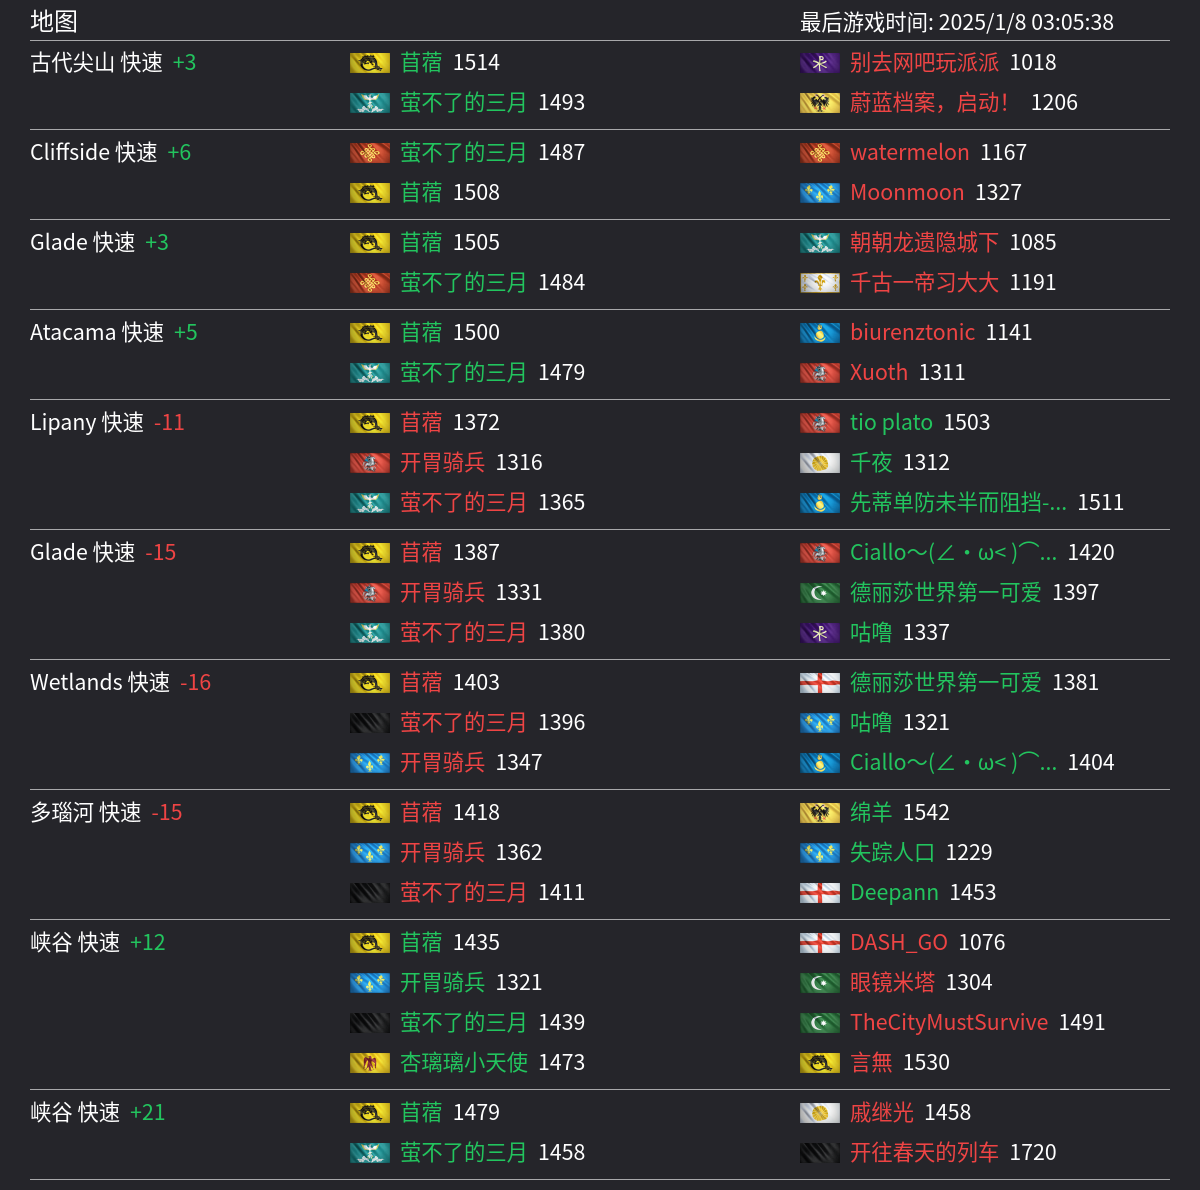 地图 最后游戏时间: 2025/1/8 03:05:38
古代尖山 快速 +3 苜蓿 1514 别去网吧玩派派 1018
萤不了的三月 1493 蔚蓝档案，启动！ 1206
Cliffside 快速 +6 萤不了的三月 1487 watermelon 1167
苜蓿 1508 Moonmoon 1327
Glade 快速 +3 苜蓿 1505 朝朝龙遗隐城下 1085
萤不了的三月 1484 千古一帝习大大 1191
Atacama 快速 +5 苜蓿 1500 biurenztonic 1141
萤不了的三月 1479 Xuoth 1311
Lipany 快速 -11 苜蓿 1372 tio plato 1503
开胃骑兵 1316 千夜 1312
萤不了的三月 1365 先蒂单防未半而阻挡-... 1511
Glade 快速 -15 苜蓿 1387 Ciallo～(∠・ω< )⌒... 1420
开胃骑兵 1331 德丽莎世界第一可爱 1397
萤不了的三月 1380 咕噜 1337
Wetlands 快速 -16 苜蓿 1403 德丽莎世界第一可爱 1381
萤不了的三月 1396 咕噜 1321
开胃骑兵 1347 Ciallo～(∠・ω< )⌒... 1404
多瑙河 快速 -15 苜蓿 1418 绵羊 1542
开胃骑兵 1362 失踪人口 1229
萤不了的三月 1411 Deepann 1453
峡谷 快速 +12 苜蓿 1435 DASH_GO 1076
开胃骑兵 1321 眼镜米塔 1304
萤不了的三月 1439 TheCityMustSurvive 1491
杏璃璃小天使 1473 言無 1530
峡谷 快速 +21 苜蓿 1479 戚继光 1458
萤不了的三月 1458 开往春天的列车 1720